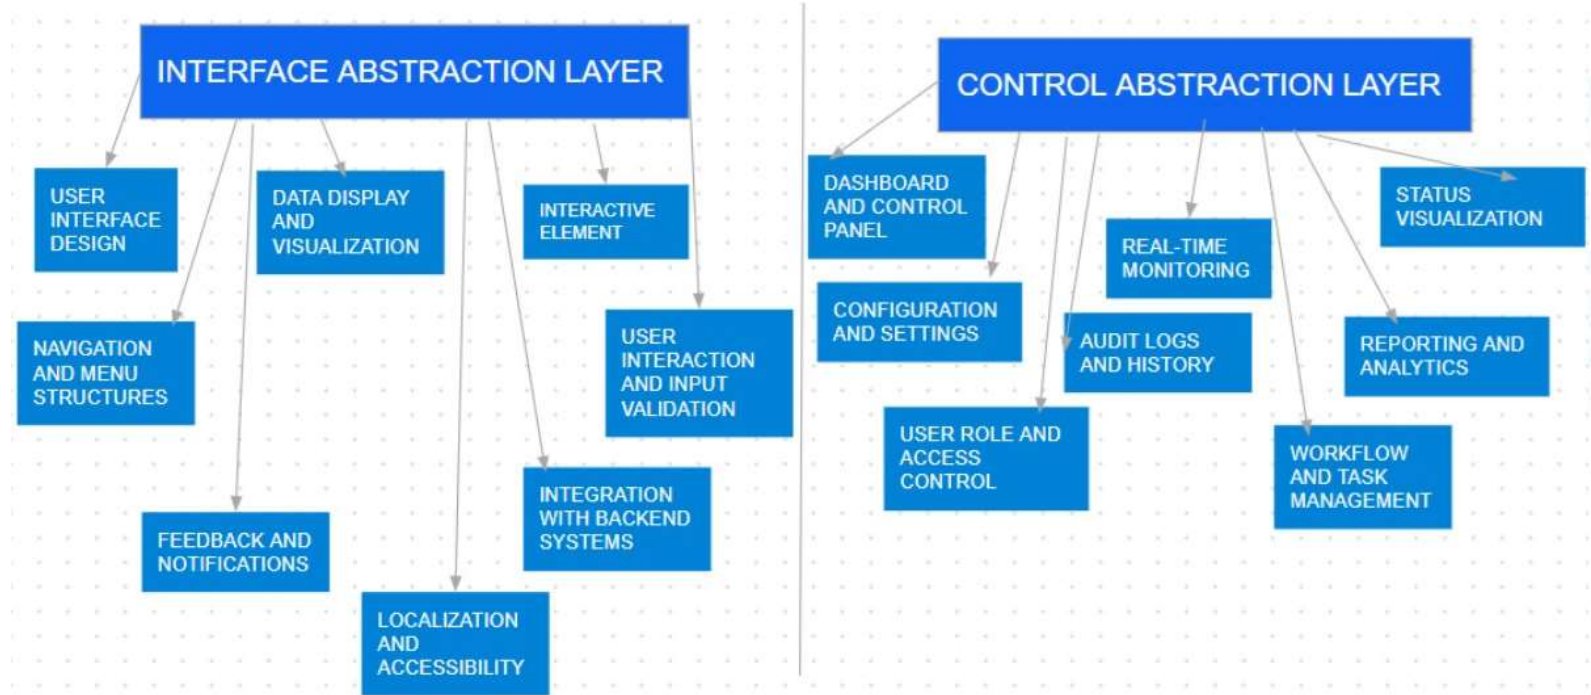 INTERFACE ABSTRACTION LAYER
USER
INTERFACE
DESIGN
DATA DISPLAY
AND
VISUALIZATION
INTERACTIVE
ELEMENT
NAVIGATION
AND MENU
STRUCTURES
USER
INTERACTION
AND INPUT
VALIDATION
FEEDBACK AND
NOTIFICATIONS
INTEGRATION
WITH BACKEND
SYSTEMS
LOCALIZATION
AND
ACCESSIBILITY
CONTROL ABSTRACTION LAYER
DASHBOARD
AND CONTROL
PANEL
REAL-TIME
MONITORING
STATUS
VISUALIZATION
CONFIGURATION
AND SETTINGS
AUDIT LOGS
AND HISTORY
REPORTING AND
ANALYTICS
USER ROLE AND
ACCESS
CONTROL
WORKFLOW
AND TASK
MANAGEMENT